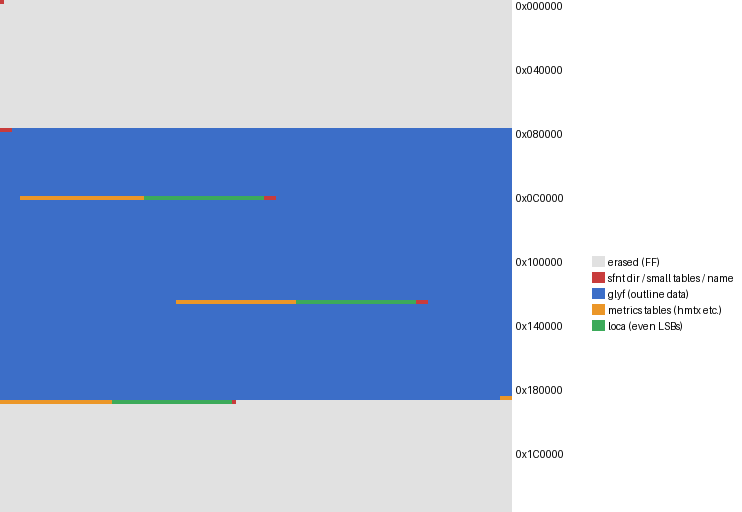 0x000000
0x040000
0x080000
0x0C0000
0x100000
0x140000
0x180000
0x1C0000
erased (FF)
sfnt dir / small tables / name
glyf (outline data)
metrics tables (hmtx etc.)
loca (even LSBs)